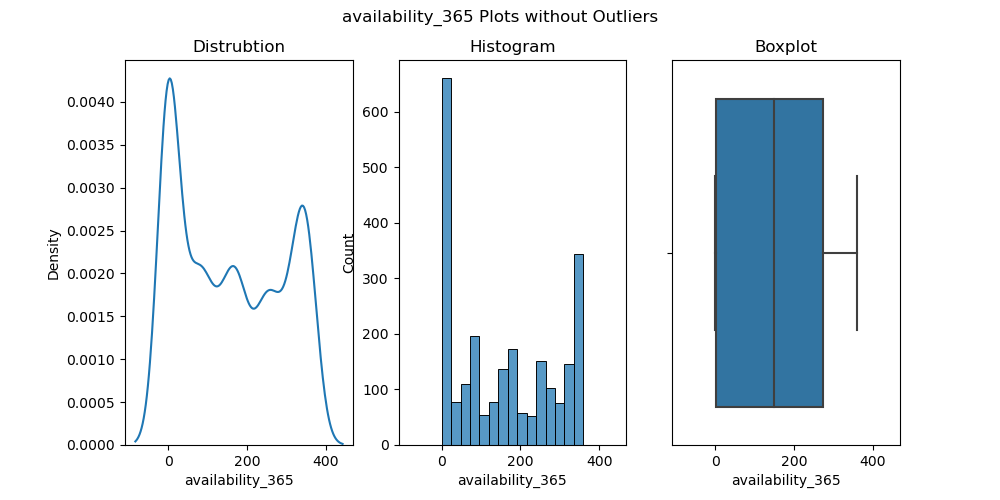 availability_365 Plots without Outliers
Distrubtion
Density
0.0040
0.0035
0.0030
0.0025
0.0020
0.0015
0.0010
0.0005
0.0000
0 200 400
availability_365
Histogram
Count
600
500
400
300
200
100
0
0 200 400
availability_365
Boxplot
0 200 400
availability_365